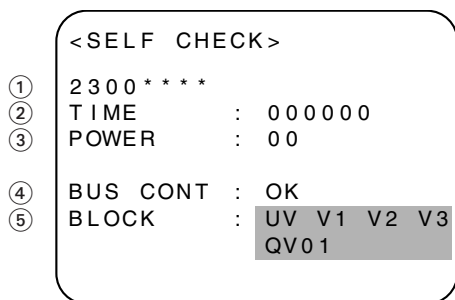 <SELF CHECK>
① 2300****
② TIME : 000000
③ POWER : 00
④ BUS CONT : OK
⑤ BLOCK : UV V1 V2 V3
QV01